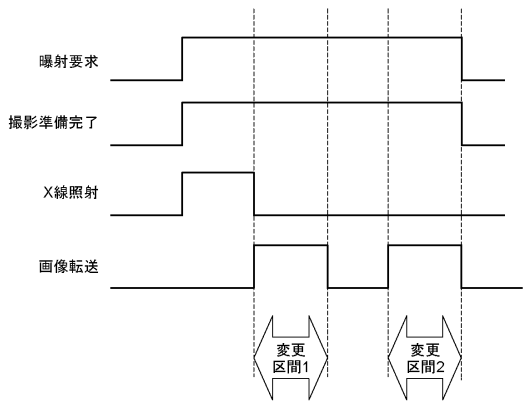 曝射要求
撮影準備完了
X線照射
画像転送
変更
区間1
変更
区間2